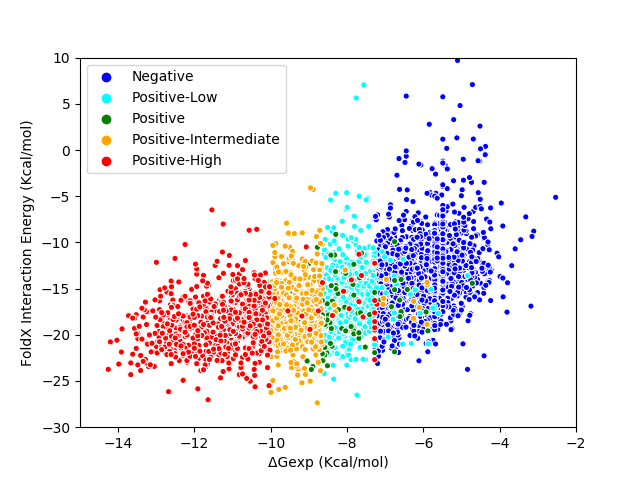 10
5
0
−5
−10
−15
−20
−25
−30
FoldX Interaction Energy (Kcal/mol)
Negative
Positive-Low
Positive
Positive-Intermediate
Positive-High
−14 −12 −10 −8 −6 −4 −2
ΔGexp (Kcal/mol)